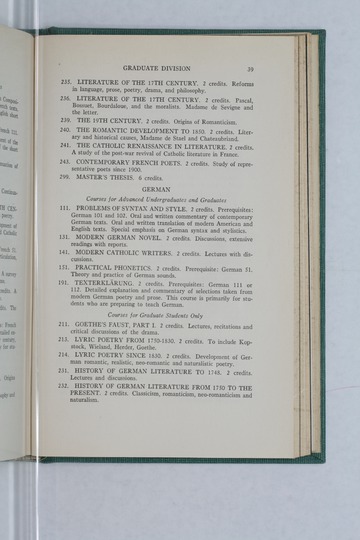 GRADUATE DIVISION 39
235. LITERATURE OF THE 17TH CENTURY. 2 credits. Reforms
in language, prose, poetry, drama, and philosophy.
236. LITERATURE OF THE 17TH CENTURY. 2 credits. Pascal,
Bossuet, Bourdaloue, and the moralists. Madame de Sevigne and
the letter.
239. THE 19TH CENTURY. 2 credits. Origins of Romanticism.
240. THE ROMANTIC DEVELOPMENT TO 1850. 2 credits. Liter-
ary and historical causes, Madame de Stael and Chateaubriand.
241. THE CATHOLIC RENAISSANCE IN LITERATURE. 2 credits.
A study of the post-war revival of Catholic literature in France.
243. CONTEMPORARY FRENCH POETS. 2 credits. Study of repre-
sentative poets since 1900.
299. MASTER'S THESIS. 6 credits.
GERMAN
Courses for Advanced Undergraduates and Graduates
111. PROBLEMS OF SYNTAX AND STYLE. 2 credits. Prerequisites:
German 101 and 102. Oral and written commentary of contemporary
German texts. Oral and written translation of modern American and
English texts. Special emphasis on German syntax and stylistics.
131. MODERN GERMAN NOVEL. 2 credits. Discussions, extensive
readings with reports.
141. MODERN CATHOLIC WRITERS. 2 credits. Lectures with dis-
cussions.
151. PRACTICAL PHONETICS. 2 credits. Prerequisite: German 51.
Theory and practice of German sounds.
191. TEXTERKLÄRUNG. 2 credits. Prerequisites: German 111 or
112. Detailed explanation and commentary of selections taken from
modern German poetry and prose. This course is primarily for stu-
dents who are preparing to teach German.
Courses for Graduate Students Only
211. GOETHE'S FAUST, PART I. 2 credits. Lectures, recitations and
critical discussions of the drama.
213. LYRIC POETRY FROM 1750-1830. 2 credits. To include Kop-
stock, Wieland, Herder, Goethe.
214. LYRIC POETRY SINCE 1830. 2 credits. Development of Ger-
man romantic, realistic, neo-romantic and naturalistic poetry.
231. HISTORY OF GERMAN LITERATURE TO 1748. 2 credits.
Lectures and discussions.
232. HISTORY OF GERMAN LITERATURE FROM 1750 TO THE
PRESENT. 2 credits. Classicism, romanticism, neo-romanticism and
naturalism.